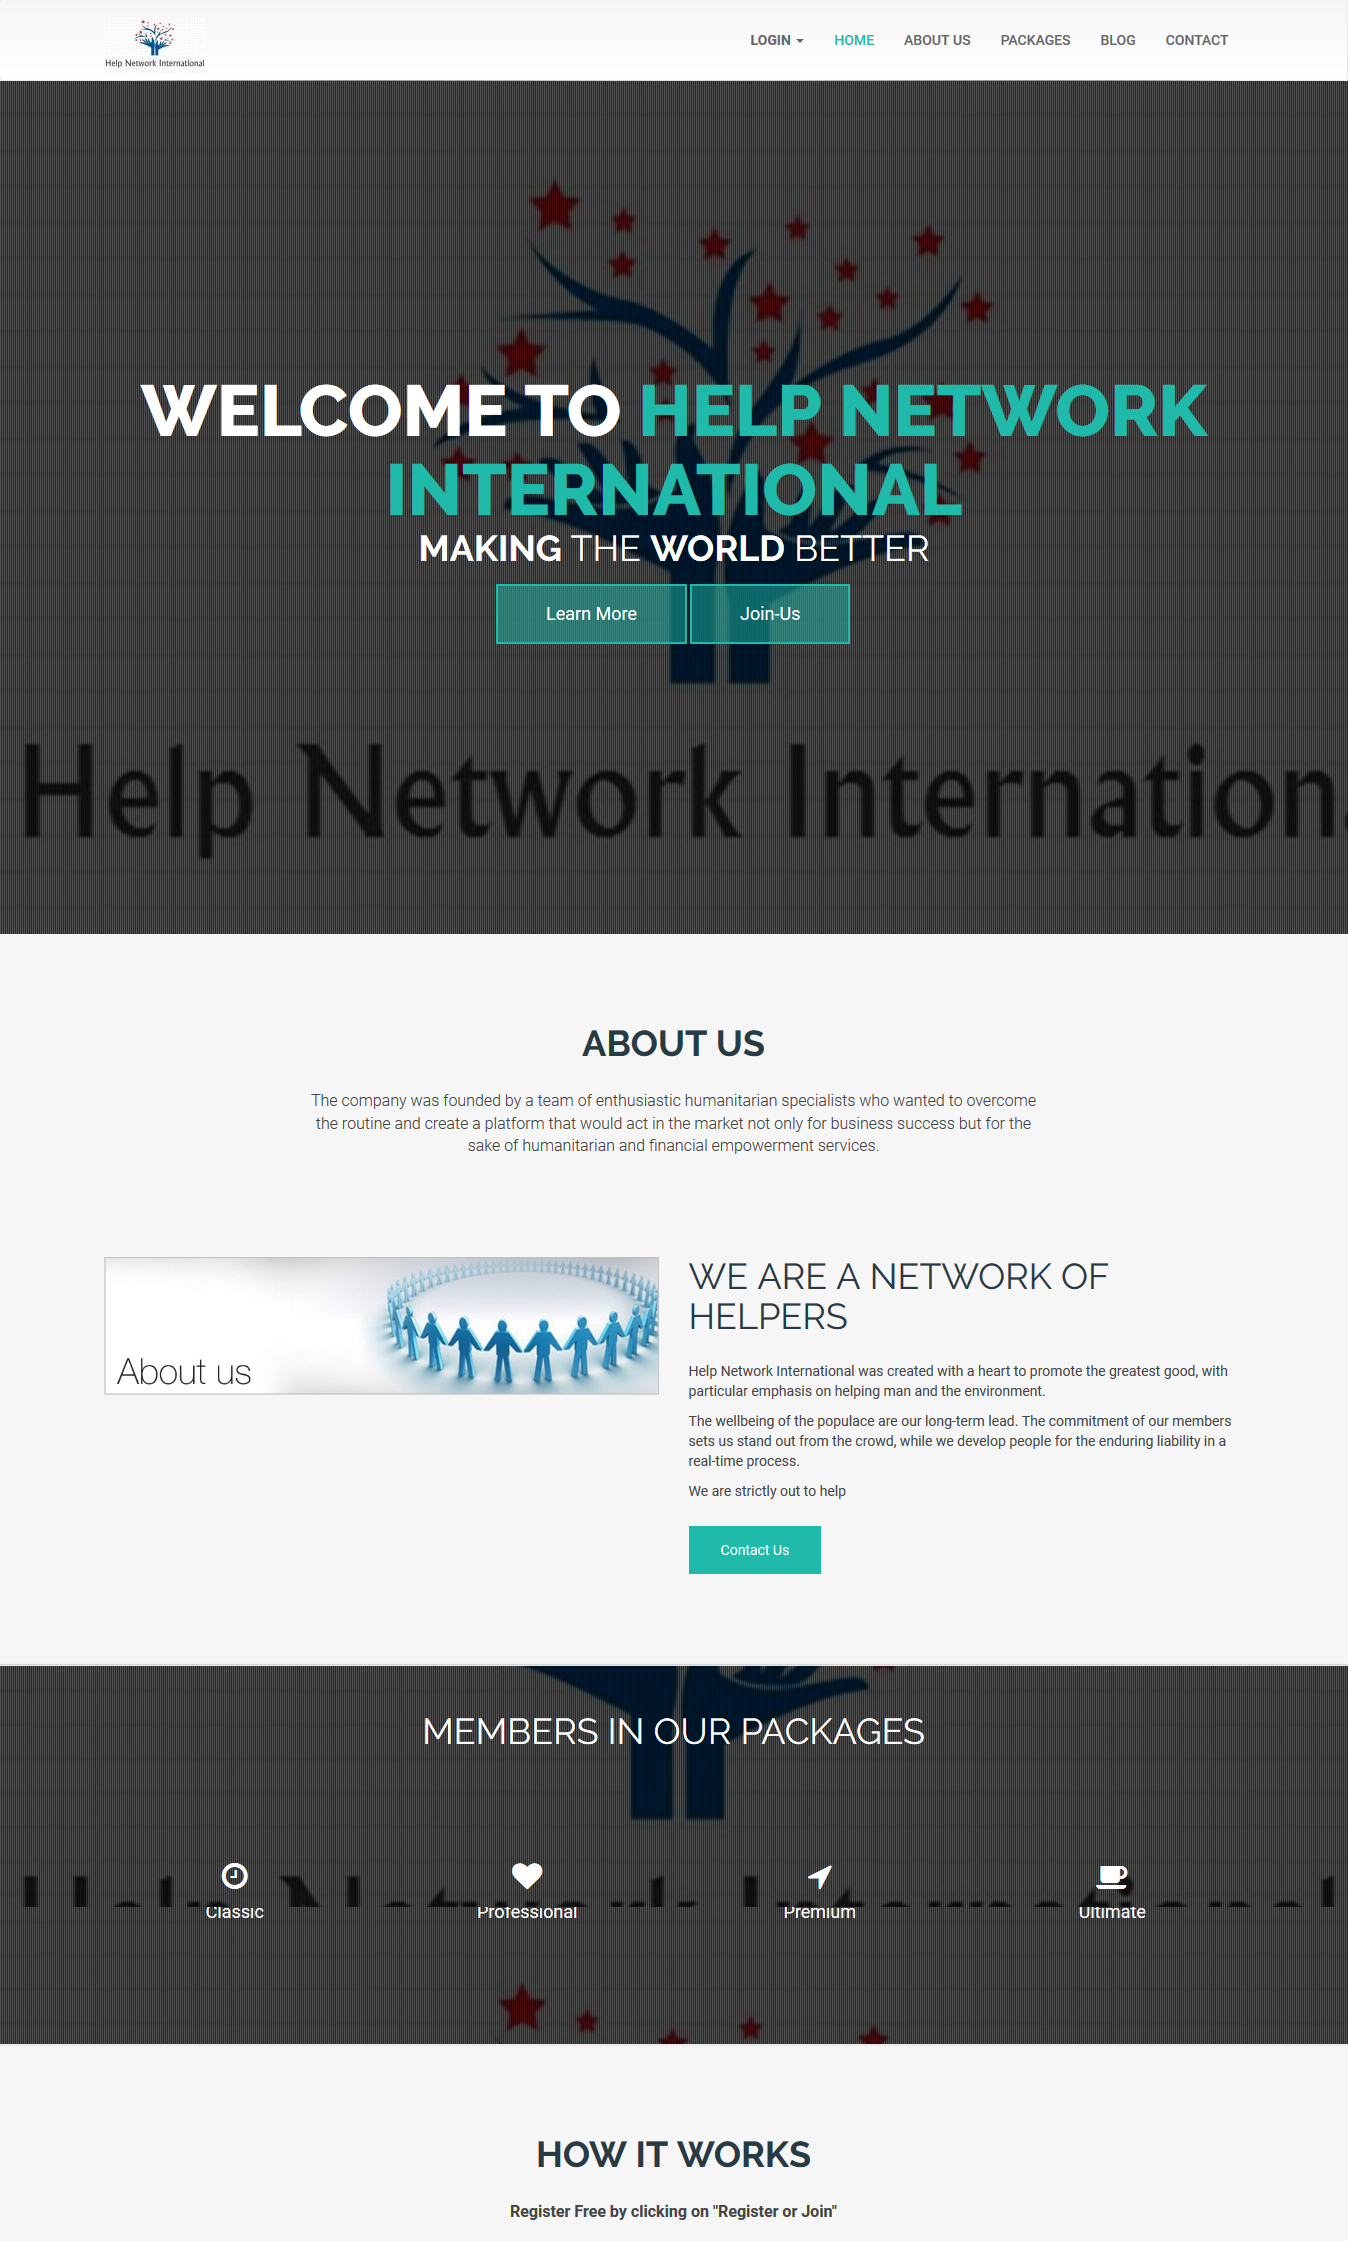 Help Network International
LOGIN
HOME
ABOUT US
PACKAGES
BLOG
CONTACT
WELCOME TO HELP NETWORK
INTERNATIONAL
MAKING THE WORLD BETTER
Learn More
Join-Us
Help Network International
ABOUT US
The company was founded by a team of enthusiastic humanitarian specialists who wanted to overcome
the routine and create a platform that would act in the market not only for business success but for the
sake of humanitarian and financial empowerment services.
About us
WE ARE A NETWORK OF
HELPERS
Help Network International was created with a heart to promote the greatest good, with
particular emphasis on helping man and the environment.
The wellbeing of the populace are our long-term lead. The commitment of our members
sets us stand out from the crowd, while we develop people for the enduring liability in a
real-time process.
We are strictly out to help
Contact Us
MEMBERS IN OUR PACKAGES
Help Network International
Classic
Professional
Premium
Ultimate
HOW IT WORKS
Register Free by clicking on "Register or Join"